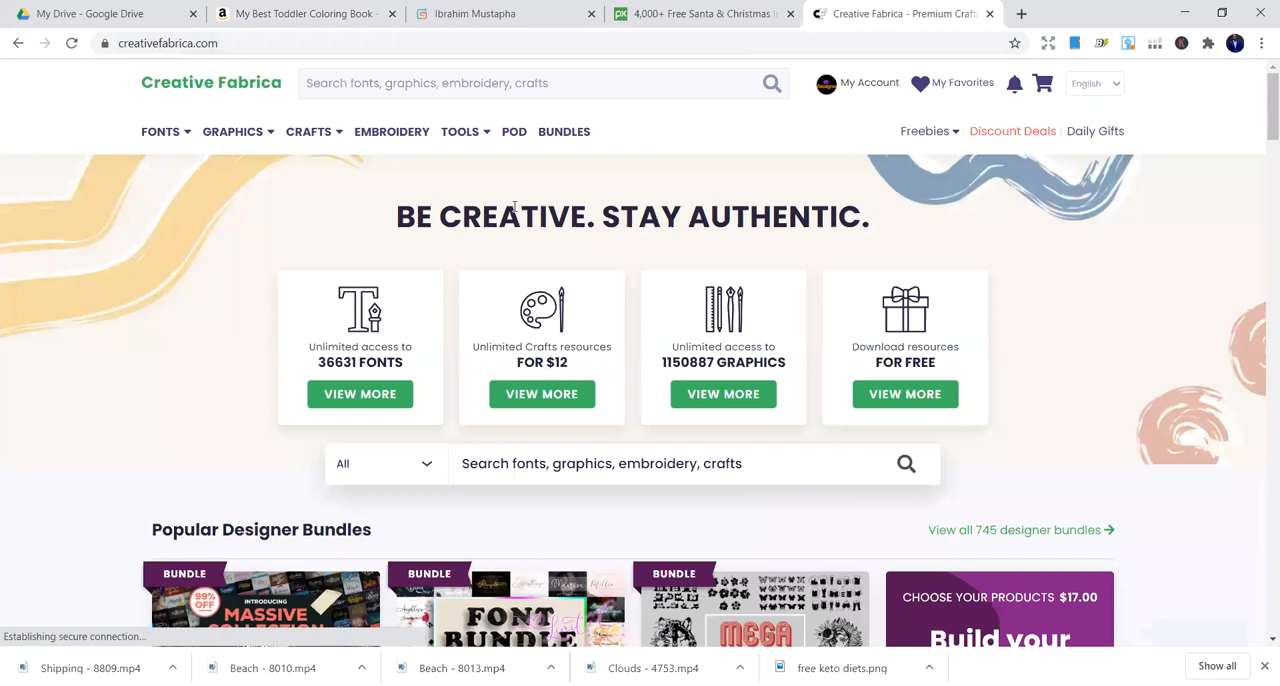 My Drive - Google Drive
My Best Toddler Coloring Book -
Ibrahim Mustapha
4,000+ Free Santa & Christmas I
Creative Fabrica - Premium Craft
creativefabrica.com
Creative Fabrica
Search fonts, graphics, embroidery, crafts
My Account
My Favorites
English
FONTS
GRAPHICS
CRAFTS
EMBROIDERY
TOOLS
POD
BUNDLES
Freebies
Discount Deals
Daily Gifts
BE CREATIVE. STAY AUTHENTIC.
Unlimited access to
36631 FONTS
VIEW MORE
Unlimited Crafts resources
FOR $12
VIEW MORE
Unlimited access to
1150887 GRAPHICS
VIEW MORE
Download resources
FOR FREE
VIEW MORE
All
Search fonts, graphics, embroidery, crafts
Popular Designer Bundles
View all 745 designer bundles
BUNDLE
99%
OFF
INTRODUCING
MASSIVE
BUNDLE
FONT
BUNDLE
BUNDLE
MEGA
CHOOSE YOUR PRODUCTS $17.00
Build your
Establishing secure connection...
Shipping - 8809.mp4
Beach - 8010.mp4
Beach - 8013.mp4
Clouds - 4753.mp4
free keto diets.png
Show all